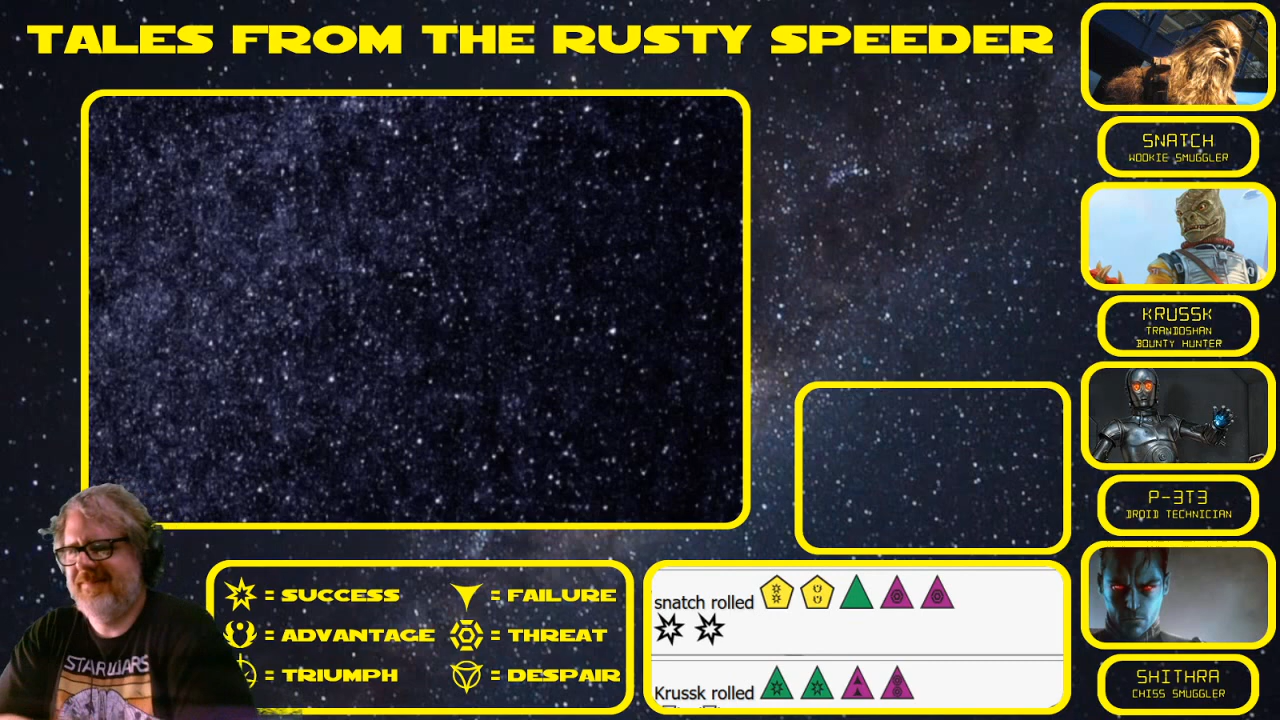 TALES FROM THE RUSTY SPEEDER
SNATCH
WOOKIE SMUGGLER
KRUSSK
TRANDOSHAN
BOUNTY HUNTER
P-3T3
DROID TECHNICIAN
SHITHRA
CHISS SMUGGLER
= SUCCESS
= FAILURE
= ADVANTAGE
= THREAT
= TRIUMPH
= DESPAIR
snatch rolled
Krussk rolled
STAR WARS